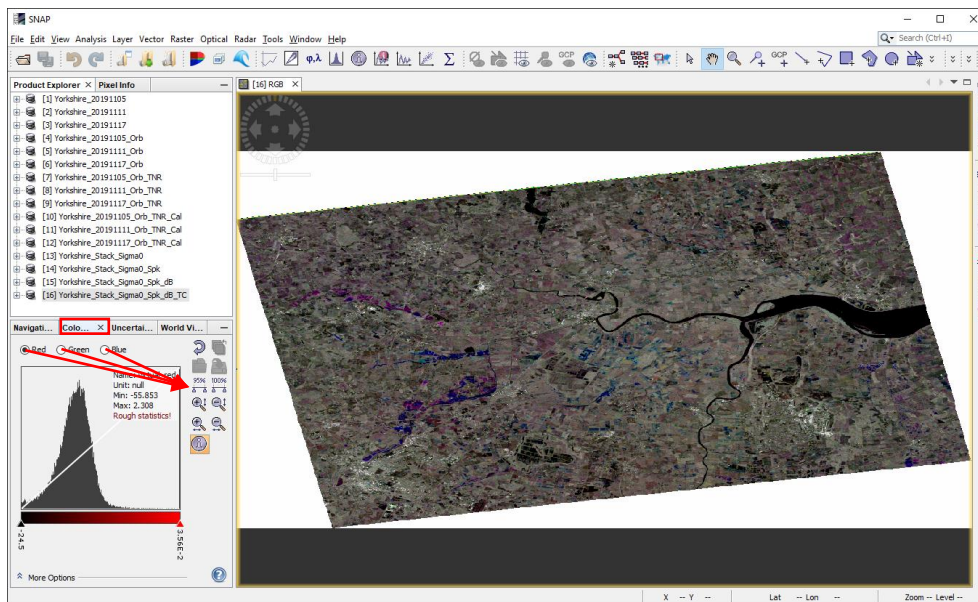 SNAP
File Edit View Analysis Layer Vector Raster Optical Radar Tools Window Help
Search (Ctrl+I)
φ,λ Σ GCP GCP
Product Explorer × Pixel Info
[16] RGB ×
[1] Yorkshire_20191105
[2] Yorkshire_20191111
[3] Yorkshire_20191117
[4] Yorkshire_20191105_Orb
[5] Yorkshire_20191111_Orb
[6] Yorkshire_20191117_Orb
[7] Yorkshire_20191105_Orb_TNR
[8] Yorkshire_20191111_Orb_TNR
[9] Yorkshire_20191117_Orb_TNR
[10] Yorkshire_20191105_Orb_TNR_Cal
[11] Yorkshire_20191111_Orb_TNR_Cal
[12] Yorkshire_20191117_Orb_TNR_Cal
[13] Yorkshire_Stack_Sigma0
[14] Yorkshire_Stack_Sigma0_Spk
[15] Yorkshire_Stack_Sigma0_Spk_dB
[16] Yorkshire_Stack_Sigma0_Spk_dB_TC
Navigati... Colo... × Uncertai... World Vi...
Red Green Blue
95% 100%
Name: red
Unit: null
Min: -55.853
Max: 2.308
Rough statistics!
-24.5
3.56E-2
More Options
X -- Y -- Lat -- Lon -- Zoom -- Level --